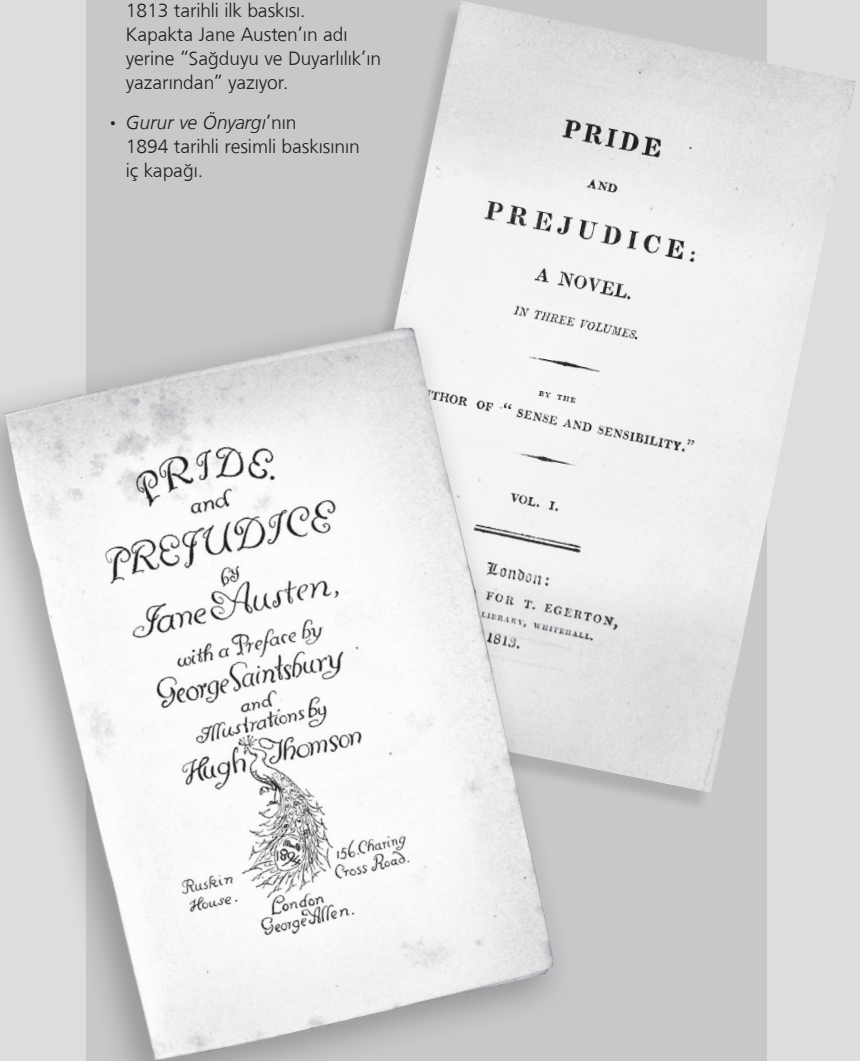 1813 tarihli ilk baskısı.
Kapakta Jane Austen’ın adı
yerine “Sağduyu ve Duyarlılık’ın
yazarından” yazıyor.
• Gurur ve Önyargı’nın
1894 tarihli resimli baskısının
iç kapağı.
PRIDE
AND
PREJUDICE:
A NOVEL.
IN THREE VOLUMES.
BY THE
THOR OF “SENSE AND SENSIBILITY.”
VOL. I.
London:
FOR T. EGERTON,
LIBRARY, WHITEHALL.
1813.
PRIDE.
and
PREJUDICE
by
Jane Austen,
with a Preface by
George Saintsbury
and
Illustrations by
Hugh Thomson
1894
Ruskin
House.
156. Charing
Cross Road.
London
George Allen.